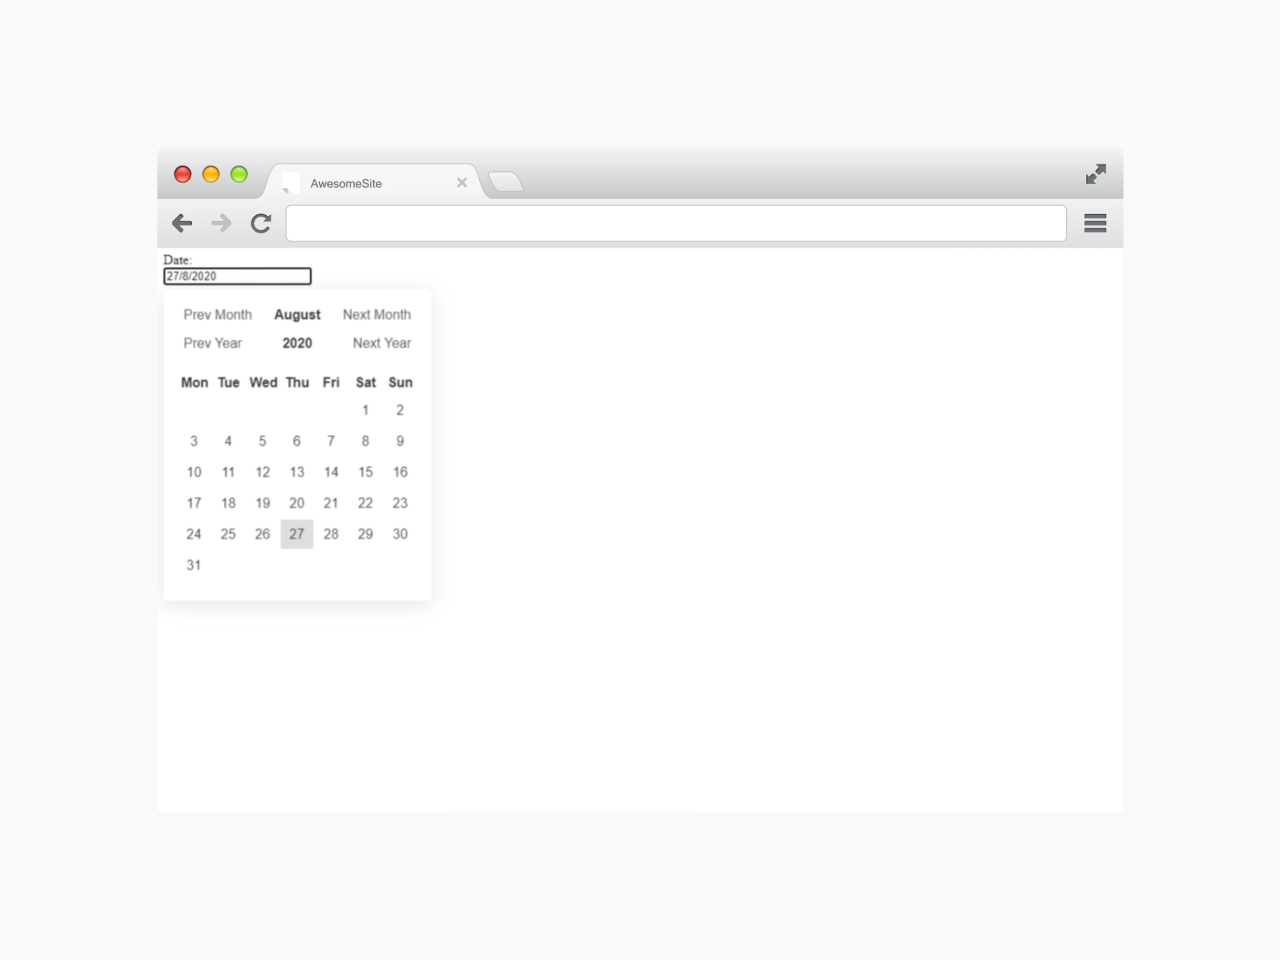 AwesomeSite
Date:
27/8/2020
Prev Month August Next Month
Prev Year 2020 Next Year
Mon Tue Wed Thu Fri Sat Sun
1 2
3 4 5 6 7 8 9
10 11 12 13 14 15 16
17 18 19 20 21 22 23
24 25 26 27 28 29 30
31